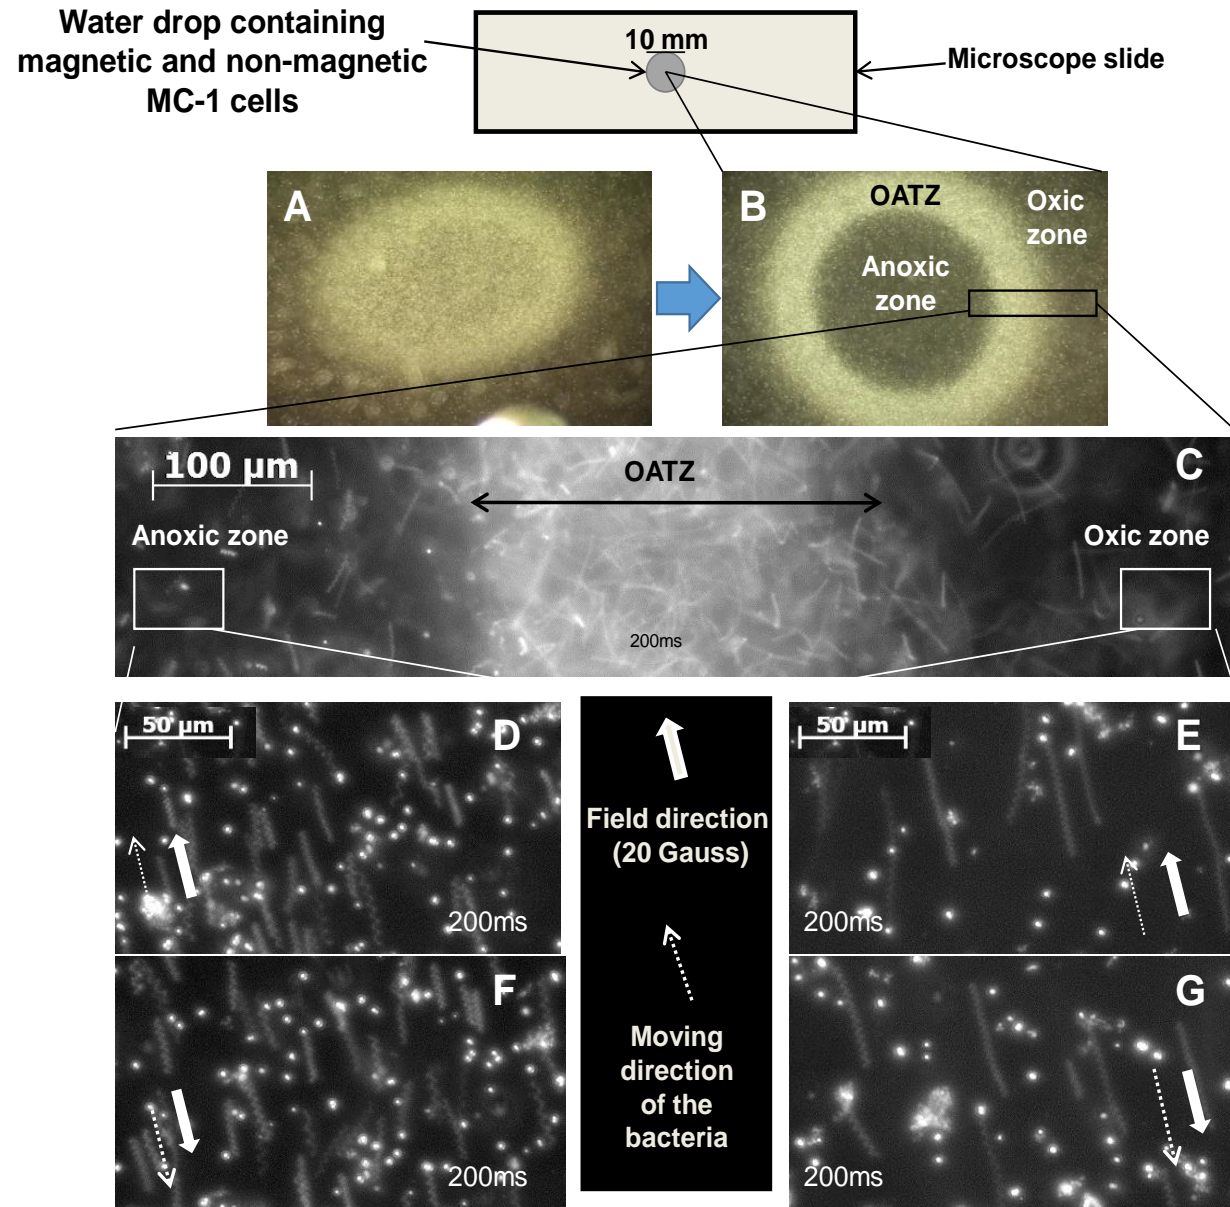 Water drop containing
magnetic and non-magnetic
MC-1 cells
10 mm
Microscope slide
A
B
OATZ
Oxic
zone
Anoxic
zone
100 µm
OATZ
C
Anoxic zone
Oxic zone
200ms
50 µm
D
200ms
Field direction
(20 Gauss)
Moving
direction
of the
bacteria
50 µm
E
200ms
F
200ms
G
200ms